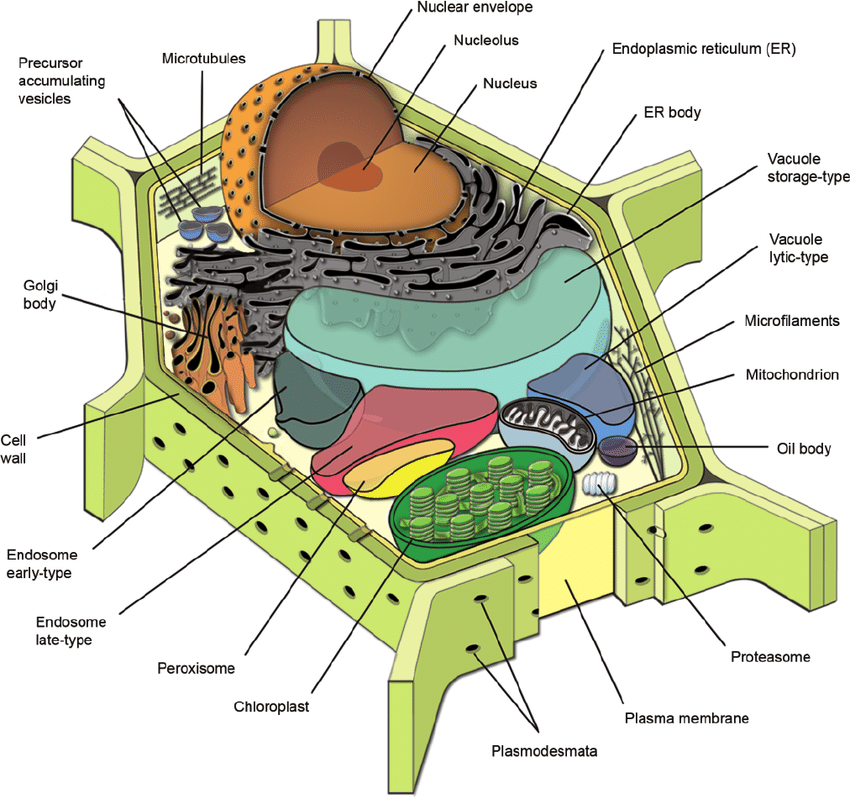 Nuclear envelope
Nucleolus
Endoplasmic reticulum (ER)
Precursor
accumulating
vesicles
Microtubules
Nucleus
ER body
Vacuole
storage-type
Vacuole
lytic-type
Golgi
body
Microfilaments
Mitochondrion
Cell
wall
Oil body
Endosome
early-type
Endosome
late-type
Peroxisome
Proteasome
Chloroplast
Plasma membrane
Plasmodesmata